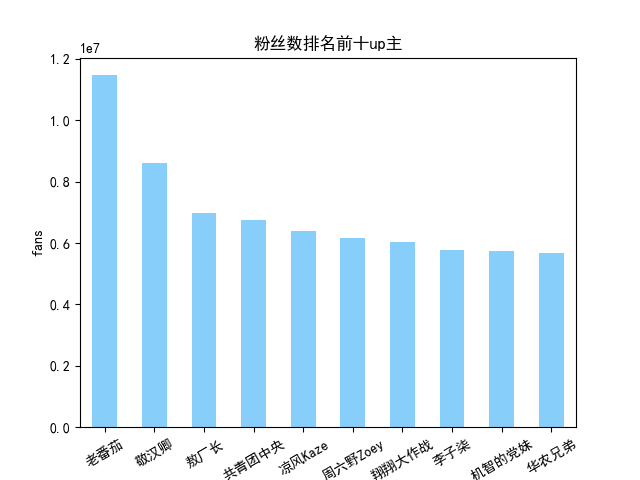 粉丝数排名前十up主
1e7
1.2
1.0
0.8
0.6
0.4
0.2
0.0
fans
老番茄
敬汉卿
敖厂长
共青团中央
凉风Kaze
周六野Zoey
翔翔大作战
李子柒
机智的党妹
华农兄弟